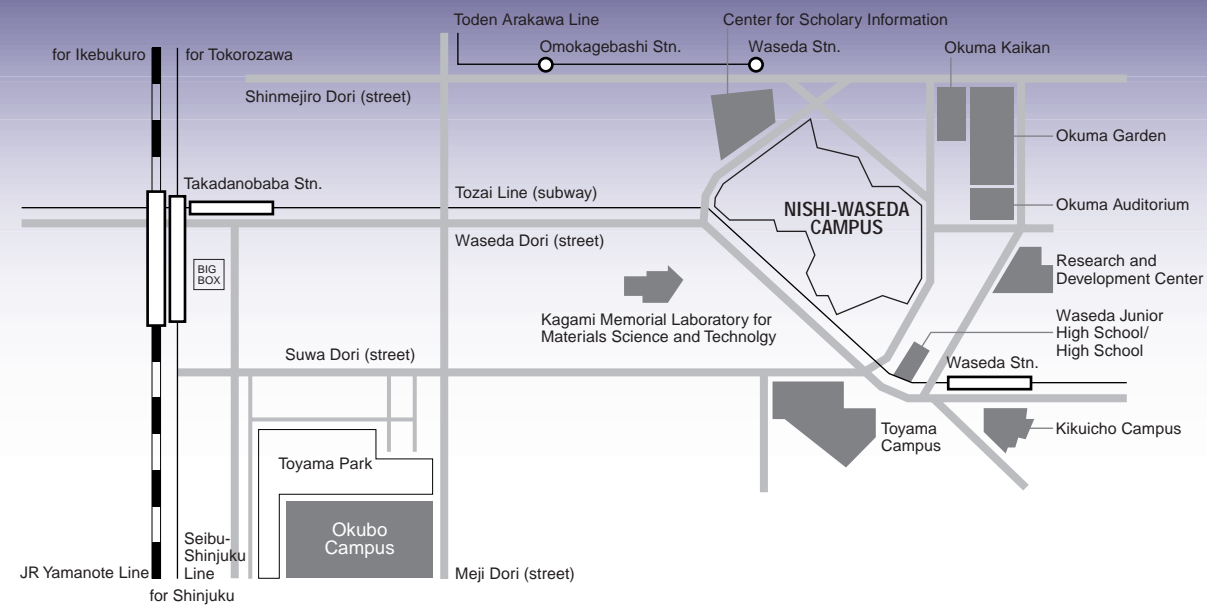 Toden Arakawa Line
Center for Scholary Information
for Ikebukuro
for Tokorozawa
Omokagebashi Stn.
Waseda Stn.
Okuma Kaikan
Shinmejiro Dori (street)
Okuma Garden
Takadanobaba Stn.
Tozai Line (subway)
NISHI-WASEDA
CAMPUS
Okuma Auditorium
Waseda Dori (street)
BIG
BOX
Research and
Development Center
Kagami Memorial Laboratory for
Materials Science and Technolgy
Waseda Junior
High School/
High School
Suwa Dori (street)
Waseda Stn.
Toyama
Campus
Kikuicho Campus
Toyama Park
Okubo
Campus
Seibu-
Shinjuku
Line
JR Yamanote Line
Meji Dori (street)
for Shinjuku